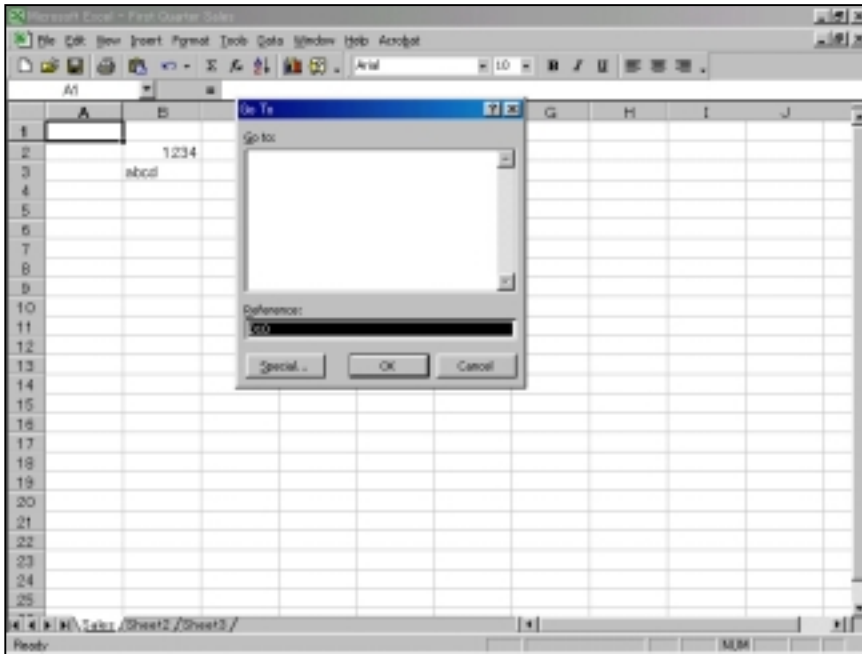 Microsoft Excel - First Quarter Sales
File Edit View Insert Format Tools Data Window Help Acrobat
Arial 10 B I U
A1 =
A B G H I J
Go To
Go to:
Reference:
Special... OK Cancel
1
2 1234
3 abcd
4
5
6
7
8
9
10
11
12
13
14
15
16
17
18
19
20
21
22
23
24
25
Sales Sheet2 Sheet3
Ready NUM